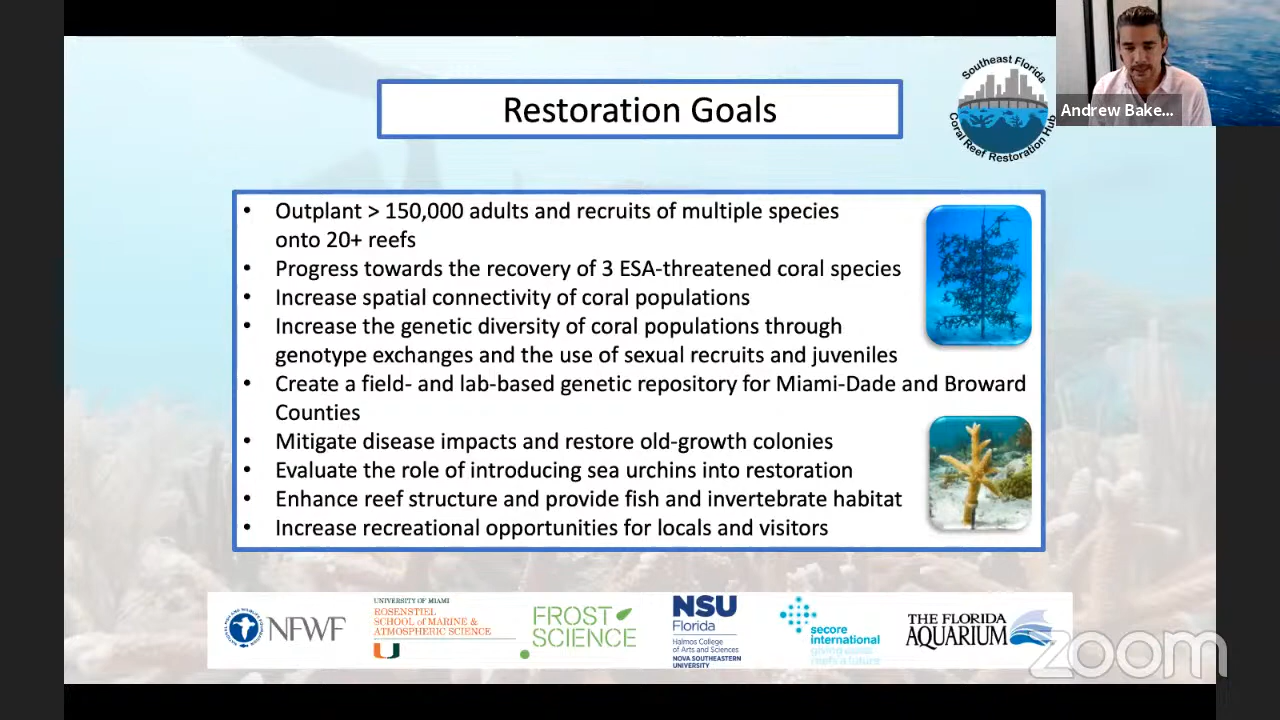 Restoration Goals
Southeast Florida
Coral Reef Restoration Hub
Andrew Bake...
• Outplant > 150,000 adults and recruits of multiple species
onto 20+ reefs
• Progress towards the recovery of 3 ESA-threatened coral species
• Increase spatial connectivity of coral populations
• Increase the genetic diversity of coral populations through
genotype exchanges and the use of sexual recruits and juveniles
• Create a field- and lab-based genetic repository for Miami-Dade and Broward
Counties
• Mitigate disease impacts and restore old-growth colonies
• Evaluate the role of introducing sea urchins into restoration
• Enhance reef structure and provide fish and invertebrate habitat
• Increase recreational opportunities for locals and visitors
NFWF
UNIVERSITY OF MIAMI
ROSENSTIEL
SCHOOL of MARINE &
ATMOSPHERIC SCIENCE
FROST
SCIENCE
NSU
Florida
Halmos College
of Arts and Sciences
NOVA SOUTHEASTERN
UNIVERSITY
secore
international
giving coral
reefs a future
THE FLORIDA
AQUARIUM
zoom